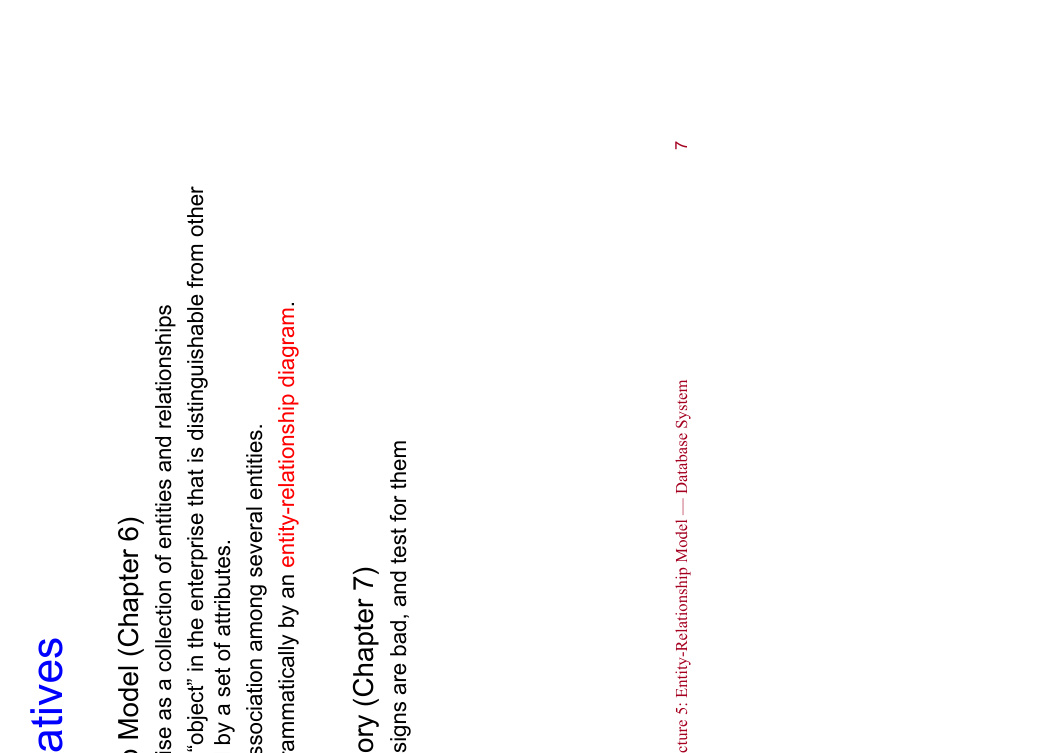 atives
Model (Chapter 6)
ise as a collection of entities and relationships
“object” in the enterprise that is distinguishable from other
by a set of attributes.
ssociation among several entities.
rammatically by an entity-relationship diagram.
ory (Chapter 7)
signs are bad, and test for them
cture 5: Entity-Relationship Model — Database System 7